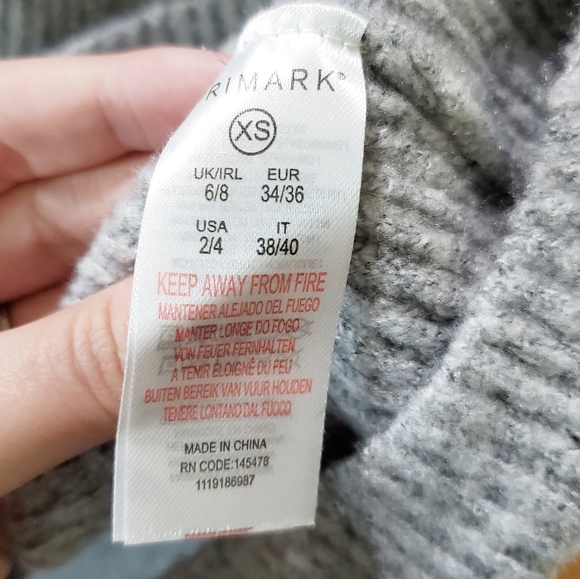 RIMARK®
XS
UK/IRL EUR
6/8 34/36
USA IT
2/4 38/40
KEEP AWAY FROM FIRE
MANTENER ALEJADO DEL FUEGO
MANTER LONGE DO FOGO
VON FEUER FERNHALTEN
A TENIR ÉLOIGNÉ DU FEU
BUITEN BEREIK VAN VUUR HOUDEN
TENERE LONTANO DAL FUOCO
MADE IN CHINA
RN CODE:145478
1119186987